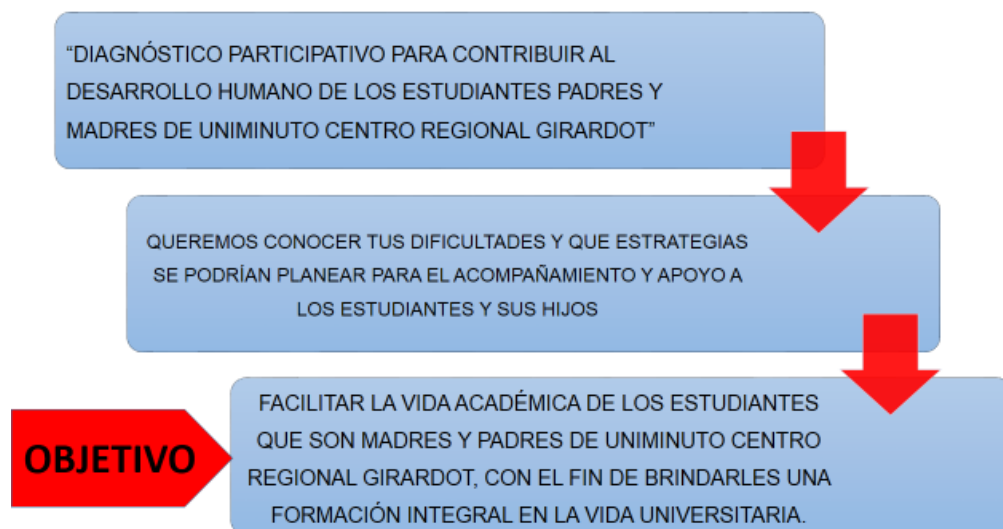 “DIAGNÓSTICO PARTICIPATIVO PARA CONTRIBUIR AL
DESARROLLO HUMANO DE LOS ESTUDIANTES PADRES Y
MADRES DE UNIMINUTO CENTRO REGIONAL GIRARDOT”
QUEREMOS CONOCER TUS DIFICULTADES Y QUE ESTRATEGIAS
SE PODRÍAN PLANEAR PARA EL ACOMPAÑAMIENTO Y APOYO A
LOS ESTUDIANTES Y SUS HIJOS
OBJETIVO
FACILITAR LA VIDA ACADÉMICA DE LOS ESTUDIANTES
QUE SON MADRES Y PADRES DE UNIMINUTO CENTRO
REGIONAL GIRARDOT, CON EL FIN DE BRINDARLES UNA
FORMACIÓN INTEGRAL EN LA VIDA UNIVERSITARIA.